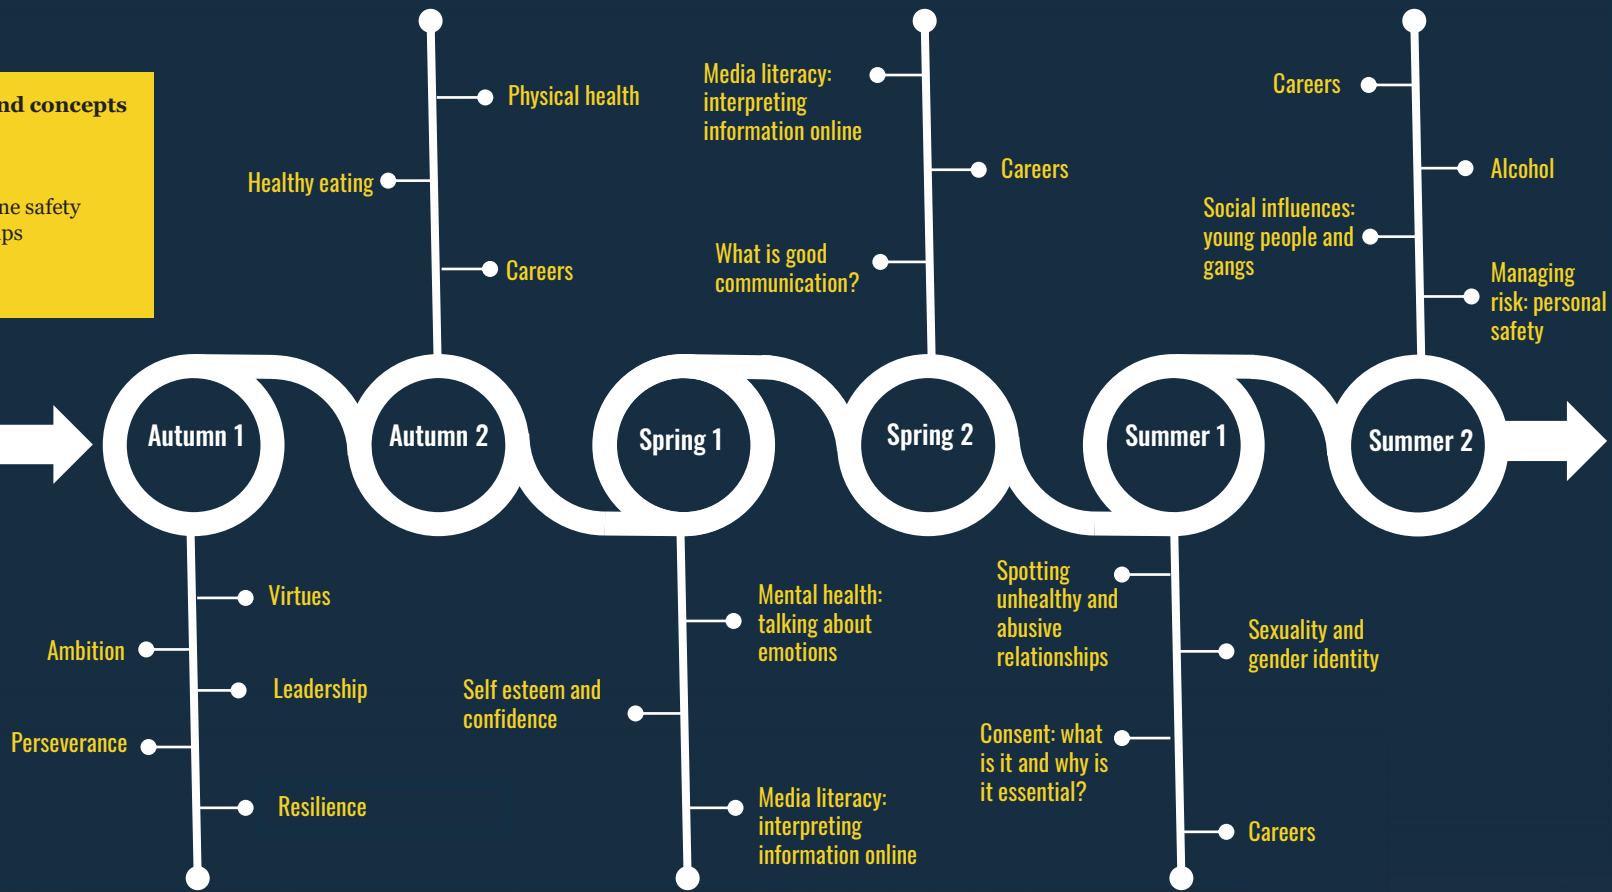 nd concepts
ne safety
ips
Physical health
Healthy eating
Careers
Media literacy:
interpreting
information online
Careers
What is good
communication?
Careers
Alcohol
Social influences:
young people and
gangs
Managing
risk: personal
safety
Autumn 1
Autumn 2
Spring 1
Spring 2
Summer 1
Summer 2
Virtues
Ambition
Leadership
Perseverance
Resilience
Mental health:
talking about
emotions
Self esteem and
confidence
Media literacy:
interpreting
information online
Spotting
unhealthy and
abusive
relationships
Sexuality and
gender identity
Consent: what
is it and why is
it essential?
Careers